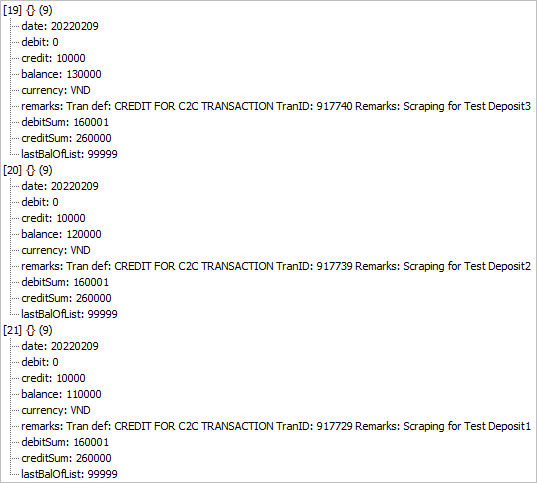 [19] {} (9)
date: 20220209
debit: 0
credit: 10000
balance: 130000
currency: VND
remarks: Tran def: CREDIT FOR C2C TRANSACTION TranID: 917740 Remarks: Scraping for Test Deposit3
debitSum: 160001
creditSum: 260000
lastBalOfList: 99999
[20] {} (9)
date: 20220209
debit: 0
credit: 10000
balance: 120000
currency: VND
remarks: Tran def: CREDIT FOR C2C TRANSACTION TranID: 917739 Remarks: Scraping for Test Deposit2
debitSum: 160001
creditSum: 260000
lastBalOfList: 99999
[21] {} (9)
date: 20220209
debit: 0
credit: 10000
balance: 110000
currency: VND
remarks: Tran def: CREDIT FOR C2C TRANSACTION TranID: 917729 Remarks: Scraping for Test Deposit1
debitSum: 160001
creditSum: 260000
lastBalOfList: 99999